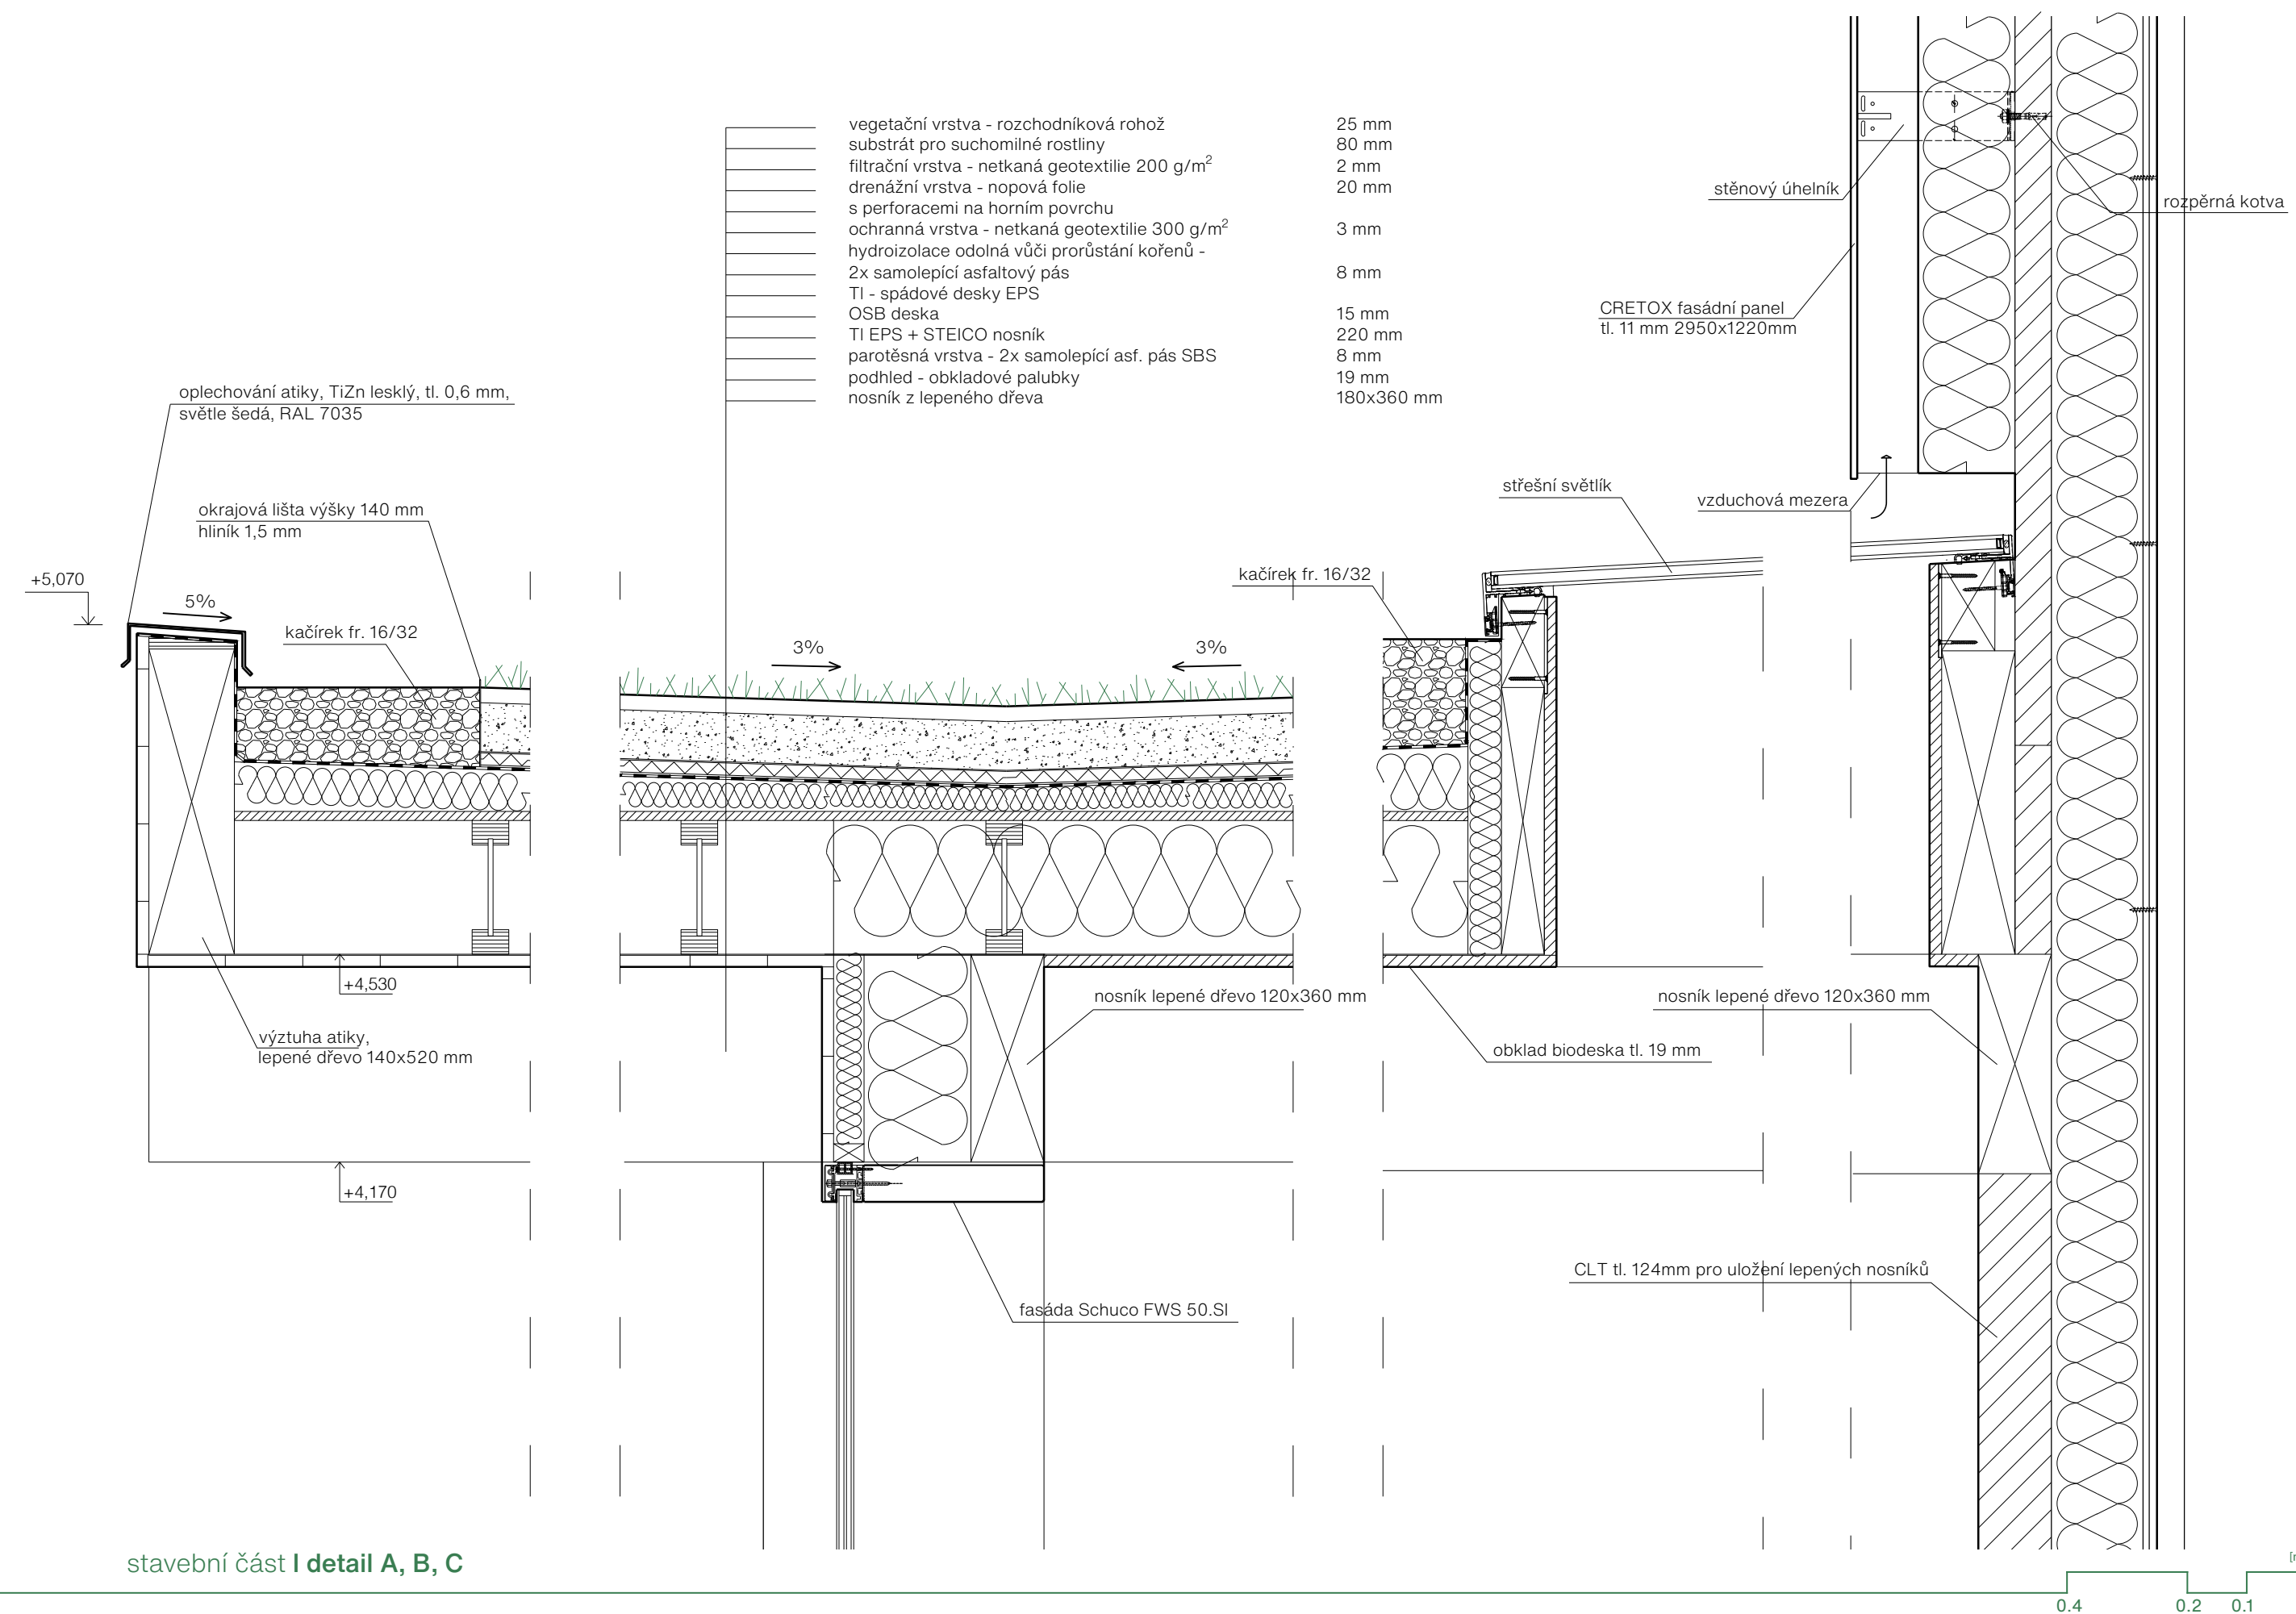 vegetační vrstva - rozchodníková rohož 25 mm
substrát pro suchomilné rostliny 80 mm
filtrační vrstva - netkaná geotextilie 200 g/m² 2 mm
drenážní vrstva - nopová folie 20 mm
s perforacemi na horním povrchu
ochranná vrstva - netkaná geotextilie 300 g/m² 3 mm
hydroizolace odolná vůči prorůstání kořenů -
2x samolepící asfaltový pás 8 mm
TI - spádové desky EPS
OSB deska 15 mm
TI EPS + STEICO nosník 220 mm
parotěsná vrstva - 2x samolepící asf. pás SBS 8 mm
podhled - obkladové palubky 19 mm
nosník z lepeného dřeva 180x360 mm
stěnový úhelník
rozpěrná kotva
CRETOX fasádní panel
tl. 11 mm 2950x1220mm
oplechování atiky, TiZn lesklý, tl. 0,6 mm,
světle šedá, RAL 7035
okrajová lišta výšky 140 mm
hliník 1,5 mm
střešní světlík
vzduchová mezera
+5,070
5%
kačírek fr. 16/32
kačírek fr. 16/32
3%
3%
+4,530
výztuha atiky,
lepené dřevo 140x520 mm
nosník lepené dřevo 120x360 mm
nosník lepené dřevo 120x360 mm
obklad biodeska tl. 19 mm
+4,170
CLT tl. 124mm pro uložení lepených nosníků
fasáda Schuco FWS 50.SI
stavební část I detail A, B, C
0.4 0.2 0.1